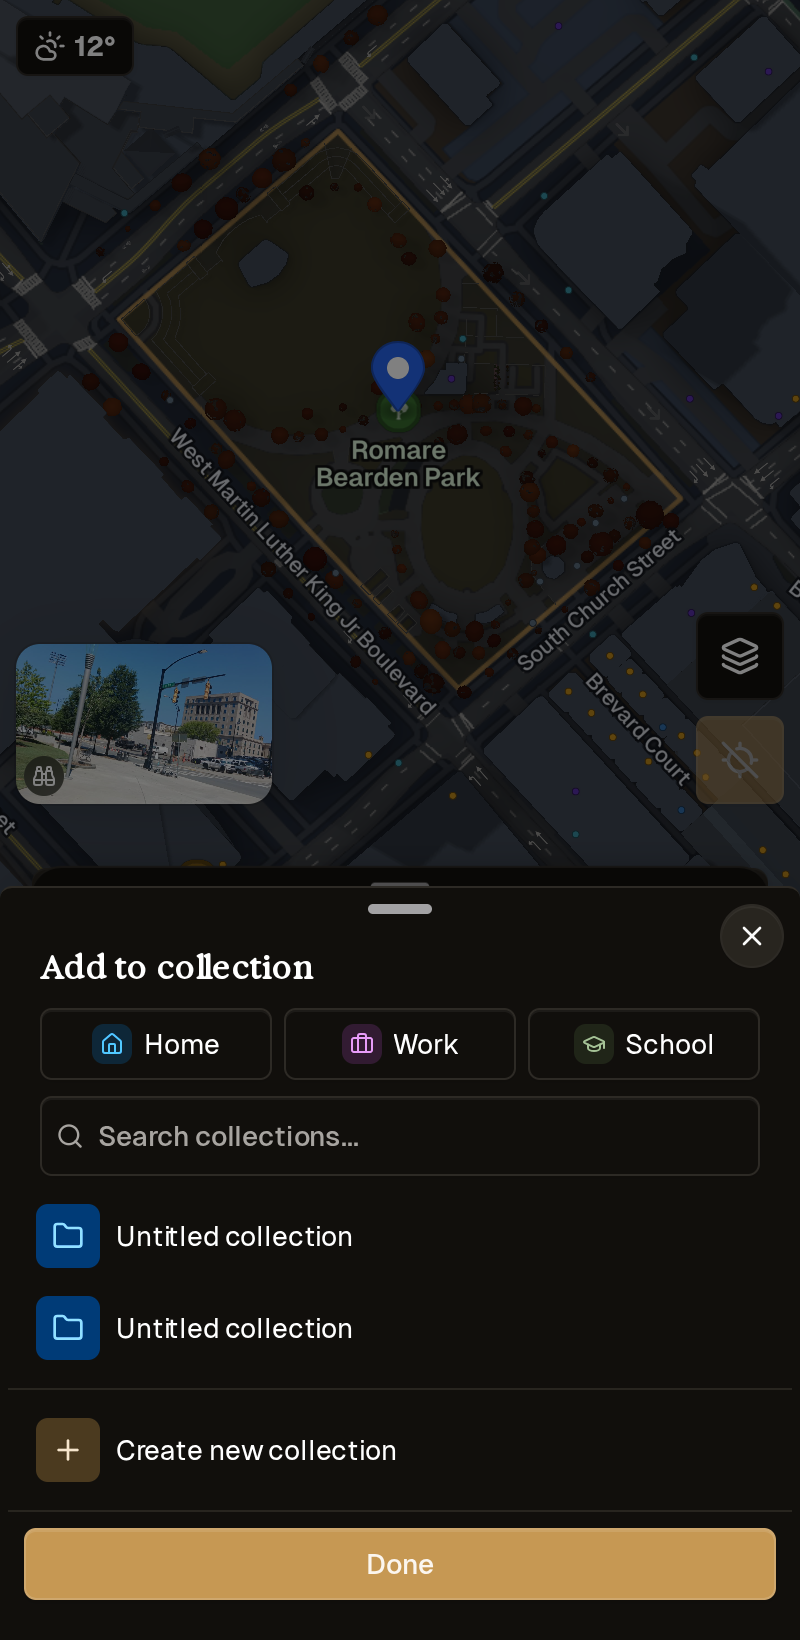 12°
Romare
Bearden Park
West Martin Luther King Jr Boulevard
South Church Street
Brevard Court
Add to collection
Home
Work
School
Search collections...
Untitled collection
Untitled collection
Create new collection
Done